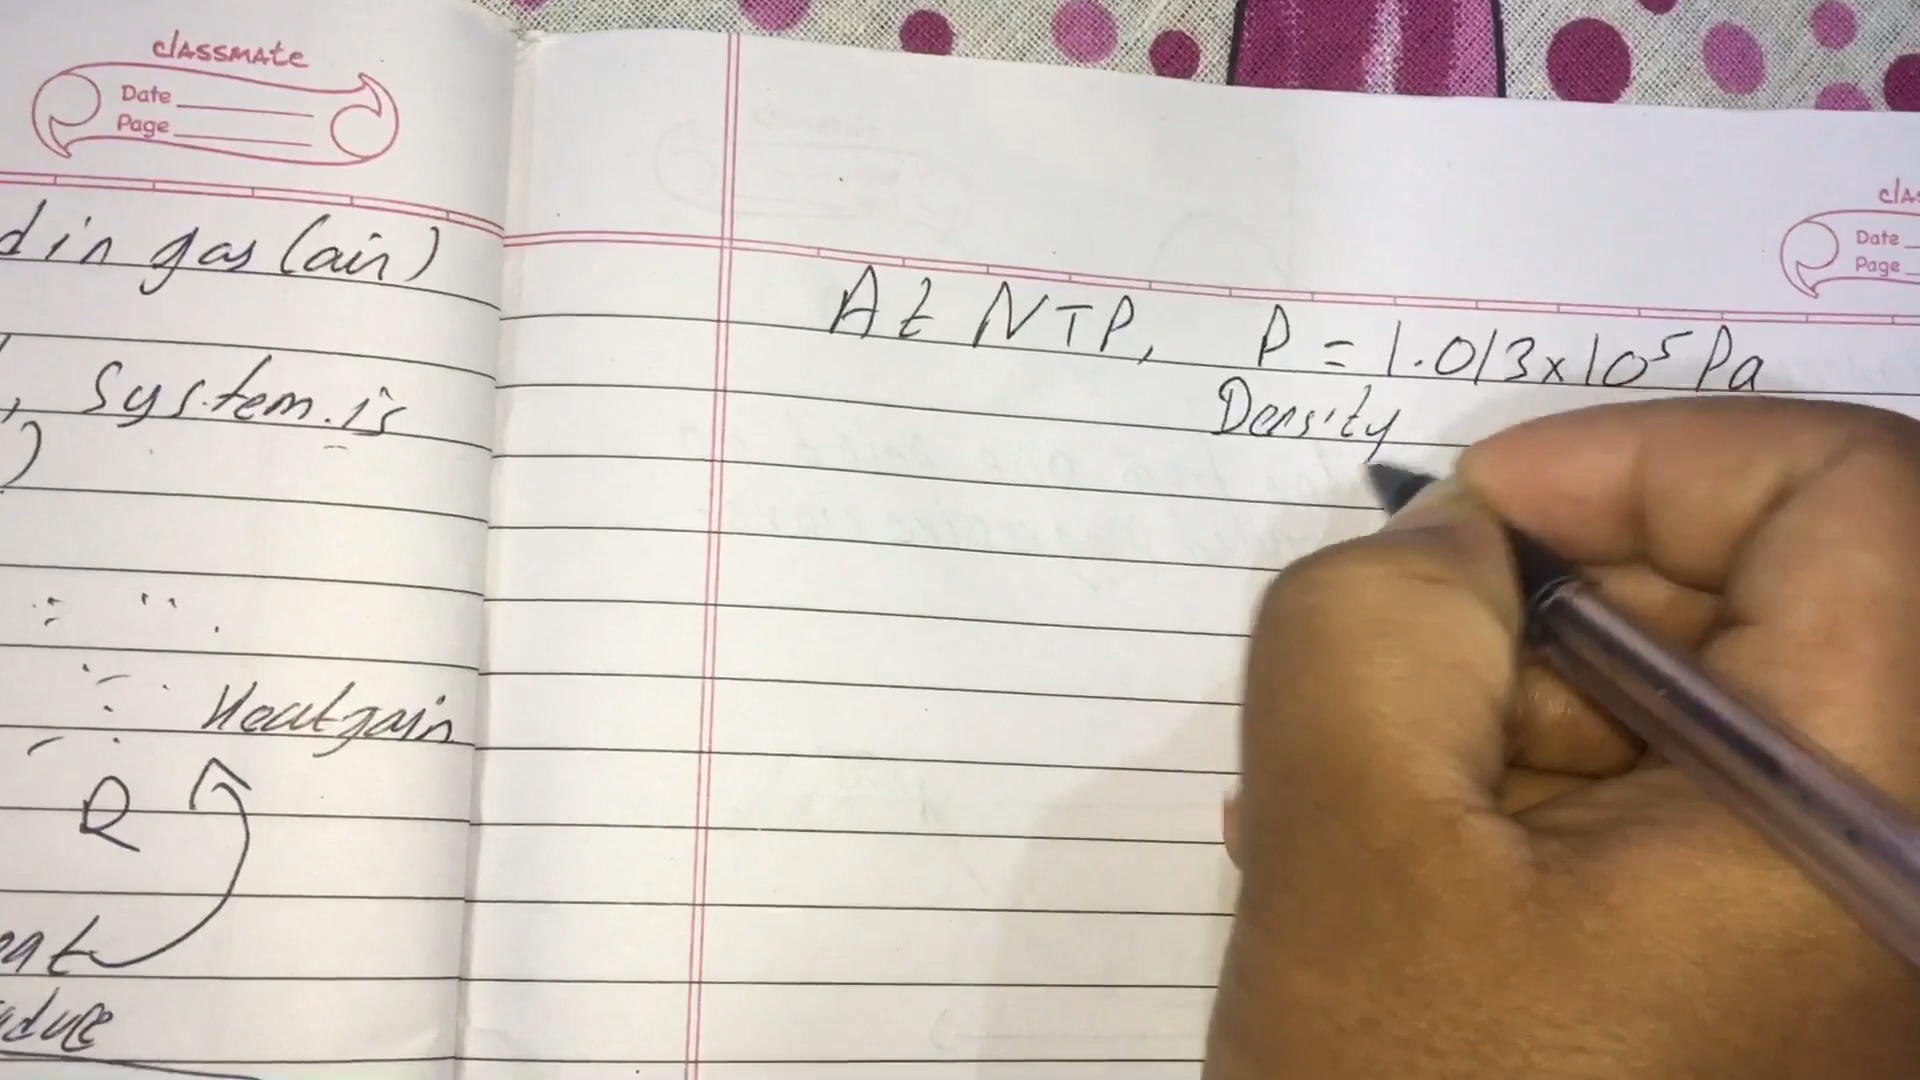 classmate
Date
Page
d in gas (air)
, System is
)
Heat gain
R
at
classmate
Date
Page
At NTP, P = 1.013×10⁵ Pa
Density